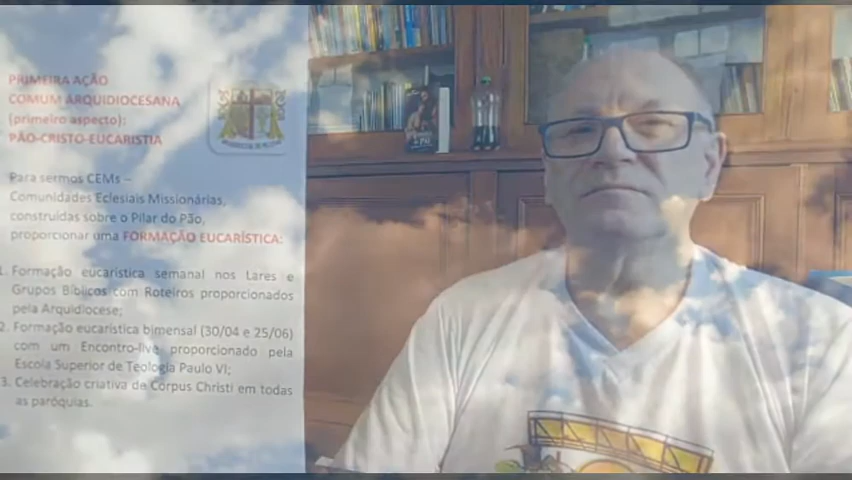 PRIMEIRA AÇÃO
COMUM ARQUIDIOCESANA
(primeiro aspecto):
PÃO-CRISTO-EUCARISTIA
Para sermos CEMs –
Comunidades Eclesiais Missionárias,
construídas sobre o Pilar do Pão,
proporcionar uma FORMAÇÃO EUCARÍSTICA:
1. Formação eucarística semanal nos Lares e
Grupos Bíblicos com Roteiros proporcionados
pela Arquidiocese;
2. Formação eucarística bimensal (30/04 e 25/06)
com um Encontro-live proporcionado pela
Escola Superior de Teologia Paulo VI;
3. Celebração criativa de Corpus Christi em todas
as paróquias.